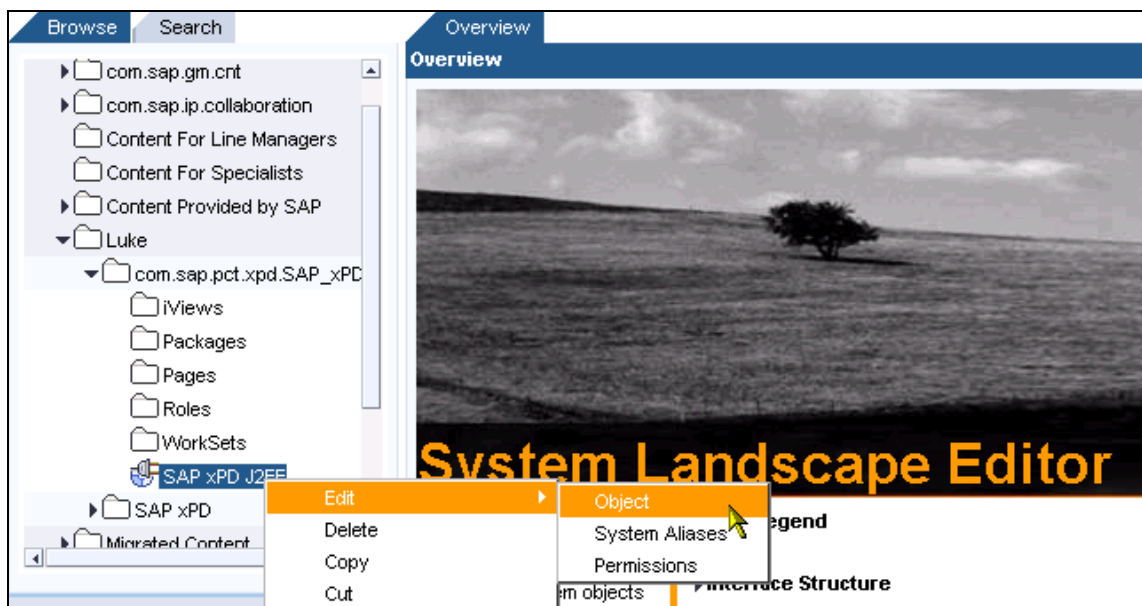 Browse
Search
Overview
Overview
com.sap.gm.cnt
com.sap.ip.collaboration
Content For Line Managers
Content For Specialists
Content Provided by SAP
Luke
com.sap.pct.xpd.SAP_xPD
iViews
Packages
Pages
Roles
WorkSets
SAP xPD J2EE
SAP xPD
Migrated Content
System Landscape Editor
Edit
Delete
Copy
Cut
Object
System Aliases
Permissions
egend
Interface Structure
m objects